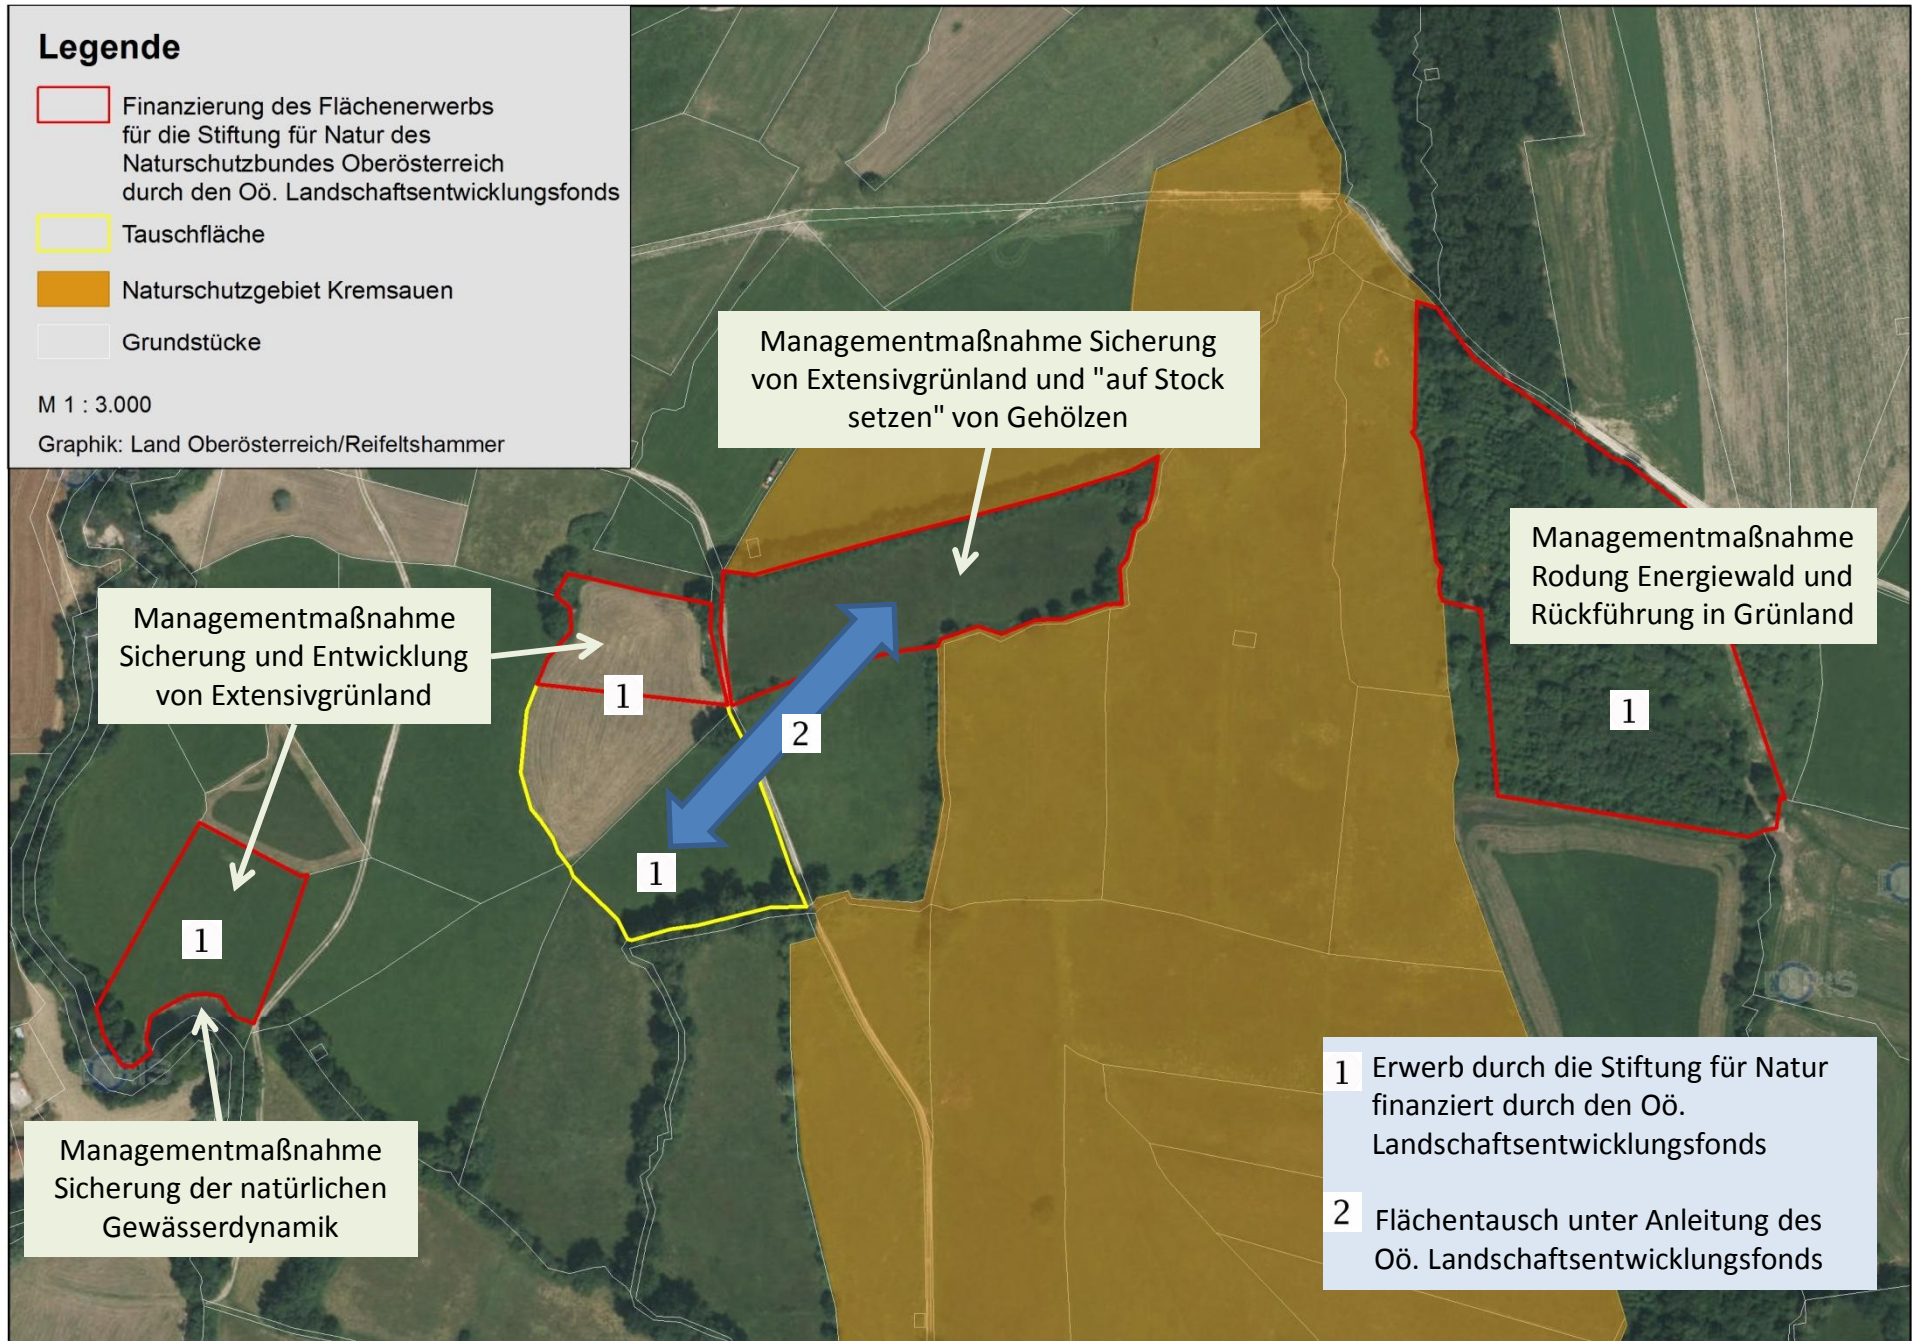 Legende
Finanzierung des Flächenerwerbs
für die Stiftung für Natur des
Naturschutzbundes Oberösterreich
durch den Oö. Landschaftsentwicklungsfonds
Tauschfläche
Naturschutzgebiet Kremsauen
Grundstücke
M 1 : 3.000
Graphik: Land Oberösterreich/Reifeltshammer
Managementmaßnahme Sicherung
von Extensivgrünland und "auf Stock
setzen" von Gehölzen
Managementmaßnahme
Rodung Energiewald und
Rückführung in Grünland
Managementmaßnahme
Sicherung und Entwicklung
von Extensivgrünland
1
2
1
1
1
DORIS
Managementmaßnahme
Sicherung der natürlichen
Gewässerdynamik
1 Erwerb durch die Stiftung für Natur
finanziert durch den Oö.
Landschaftsentwicklungsfonds
2 Flächentausch unter Anleitung des
Oö. Landschaftsentwicklungsfonds